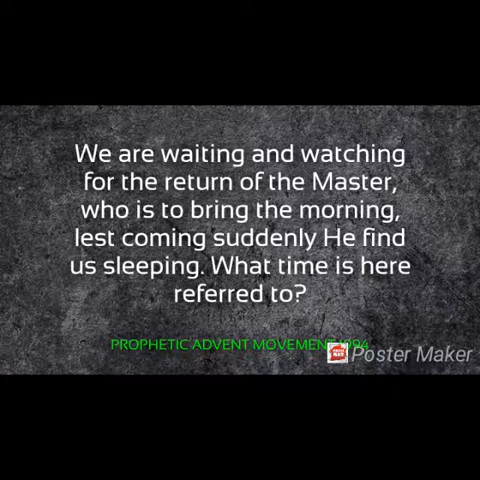 We are waiting and watching
for the return of the Master,
who is to bring the morning,
lest coming suddenly He find
us sleeping. What time is here
referred to?
PROPHETIC ADVENT MOVEMENT 1994
Poster Maker